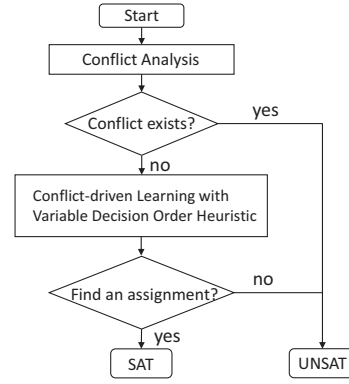 Start
Conflict Analysis
Conflict exists?
yes
no
Conflict-driven Learning with
Variable Decision Order Heuristic
Find an assignment?
no
yes
SAT
UNSAT